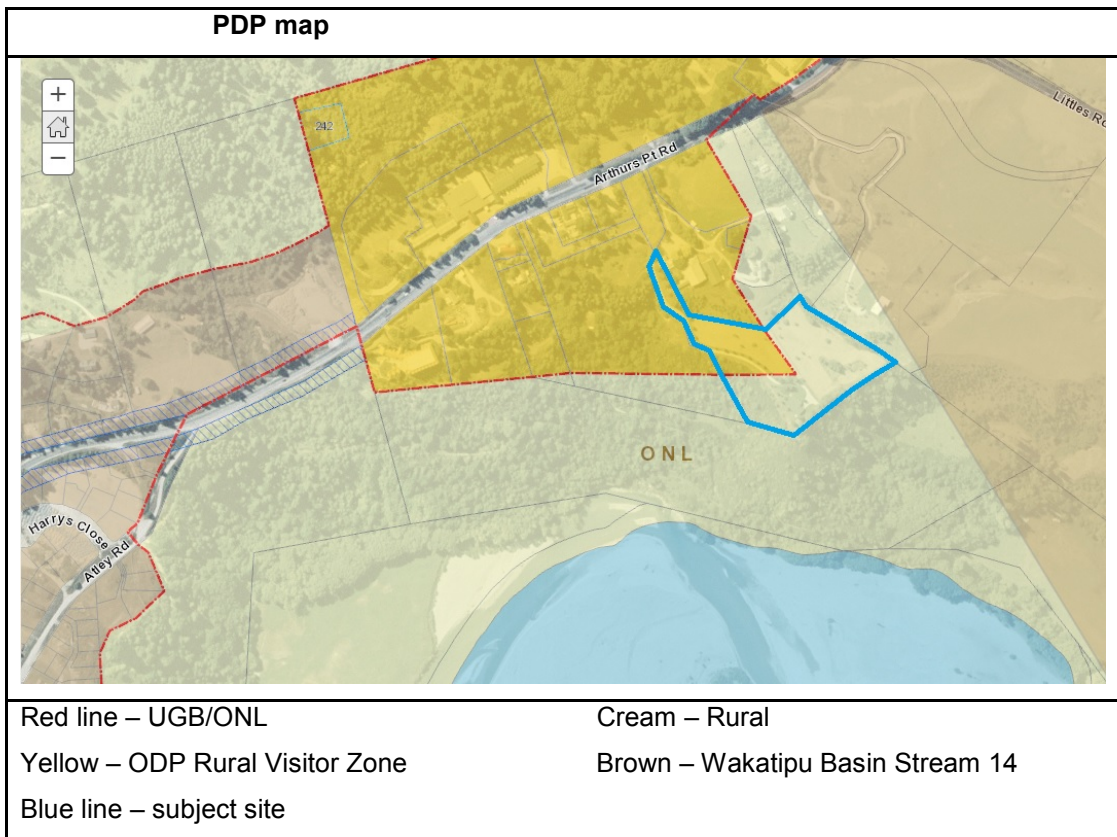 PDP map
+
−
242
Arthurs Pt Rd
Littles Ro
ONL
Harrys Close
Atley Rd
Red line – UGB/ONL
Cream – Rural
Yellow – ODP Rural Visitor Zone
Brown – Wakatipu Basin Stream 14
Blue line – subject site